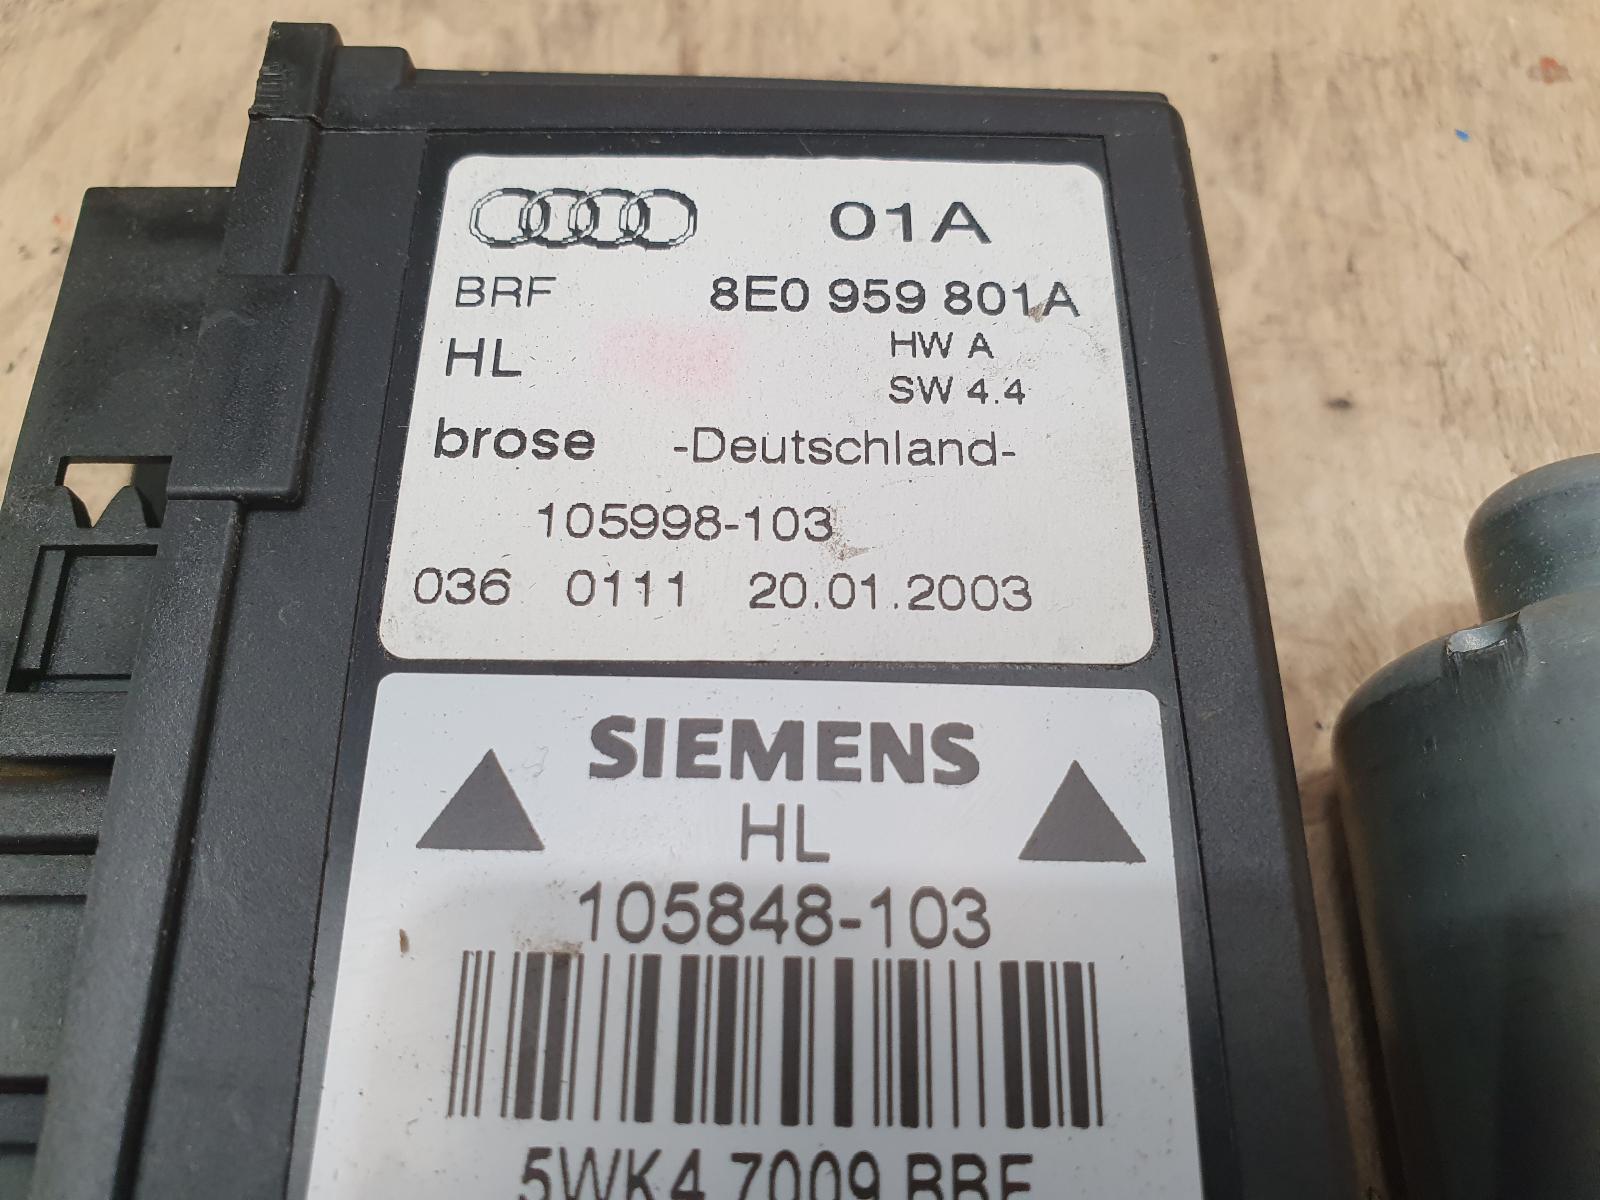 01A
BRF 8E0 959 801A
HL HW A
SW 4.4
brose -Deutschland-
105998-103
036 0111 20.01.2003
SIEMENS
HL
105848-103
5WK4 7009 BRF